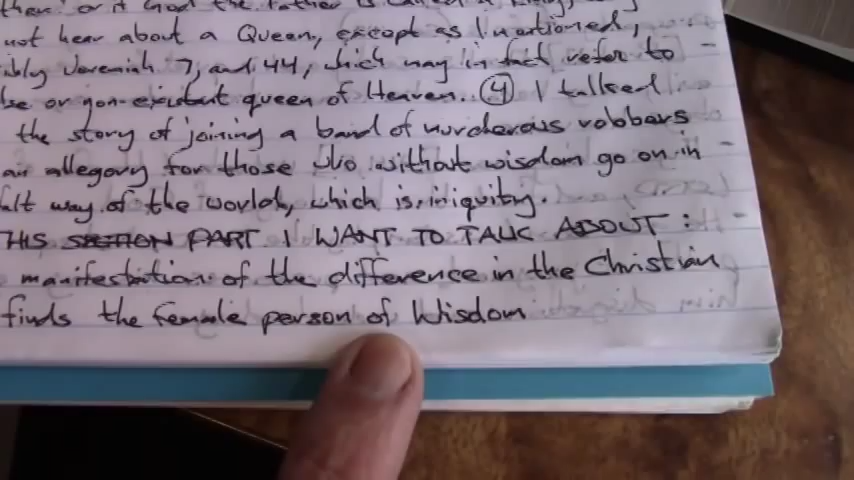 not hear about a Queen, except as I mentioned,
Jeremiah 7, and 44, which may in fact refer to
or non-existent queen of Heaven. ④ I talked
the story of joining a band of murderous robbers
an allegory for those who without wisdom go on in
way of the world, which is iniquity.
THIS SECTION PART I WANT TO TALK ABOUT:
manifestation of the difference in the Christian
finds the female person of Wisdom